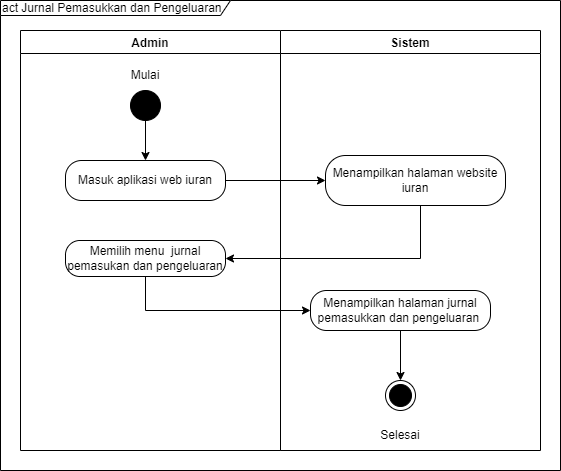 act Jurnal Pemasukkan dan Pengeluaran
Admin
Sistem
Mulai
Masuk aplikasi web iuran
Menampilkan halaman website
iuran
Memilih menu jurnal
pemasukan dan pengeluaran
Menampilkan halaman jurnal
pemasukkan dan pengeluaran
Selesai